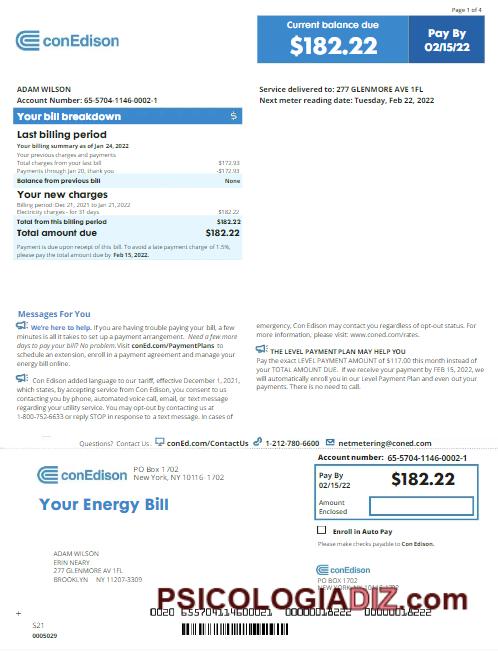 Page 1 of 4
conEdison
Current balance due
$182.22
Pay By
02/15/22
ADAM WILSON
Account Number: 65-5704-1146-0002-1
Service delivered to: 277 GLENMORE AVE 1FL
Next meter reading date: Tuesday, Feb 22, 2022
Your bill breakdown $
Last billing period
Your billing summary as of Jan 24, 2022
Your previous charges and payments
Total charges from your last bill $172.93
Payments through Jan 20, thank you -$172.93
Balance from previous bill None
Your new charges
Billing period: Dec 21, 2021 to Jan 21, 2022
Electricity charges - for 31 days $182.22
Total from this billing period $182.22
Total amount due $182.22
Payment is due upon receipt of this bill. To avoid a late payment charge of 1.5%,
please pay the total amount due by Feb 15, 2022.
Messages For You
We're here to help. If you are having trouble paying your bill, a few
minutes is all it takes to set up a payment arrangement. Need a few more
days to pay your bill? No problem. Visit conEd.com/PaymentPlans to
schedule an extension, enroll in a payment agreement and manage your
energy bill online.
Con Edison added language to our tariff, effective December 1, 2021,
which states, by accepting service from Con Edison, you consent to us
contacting you by phone, automated voice call, email, or text message
regarding your utility service. You may opt-out by contacting us at
1-800-752-6633 or reply STOP in response to a text message. In cases of
emergency, Con Edison may contact you regardless of opt-out status. For
more information, please visit: www.coned.com/rates.
THE LEVEL PAYMENT PLAN MAY HELP YOU
Pay the exact LEVEL PAYMENT AMOUNT of $117.00 this month instead of
your TOTAL AMOUNT DUE. If we receive your payment by FEB 15, 2022, we
will automatically enroll you in our Level Payment Plan and even out your
payments. There is no need to call.
Questions? Contact Us. conEd.com/ContactUs 1-212-780-6600 netmetering@coned.com
conEdison
PO Box 1702
New York, NY 10116-1702
Your Energy Bill
Account number: 65-5704-1146-0002-1
Pay By
02/15/22
$182.22
Amount
Enclosed
Enroll in Auto Pay
Please make checks payable to Con Edison.
ADAM WILSON
ERIN NEARY
277 GLENMORE AV 1FL
BROOKLYN NY 11207-3309
conEdison
PO BOX 1702
PSICOLOGIADIZ.com
S21
0005029